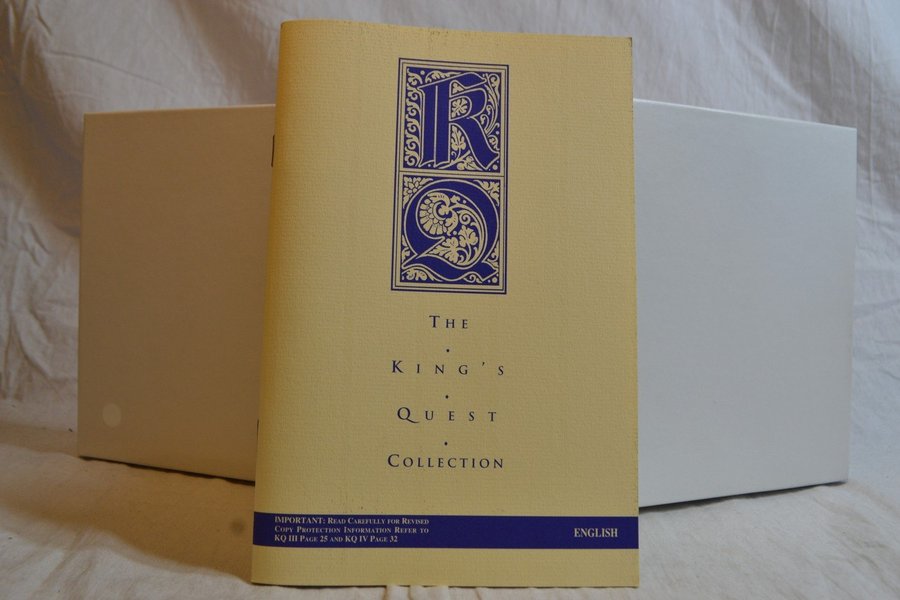 K
Q
THE
KING'S
QUEST
COLLECTION
IMPORTANT: READ CAREFULLY FOR REVISED
COPY PROTECTION INFORMATION REFER TO
KQ III PAGE 25 AND KQ IV PAGE 32
ENGLISH